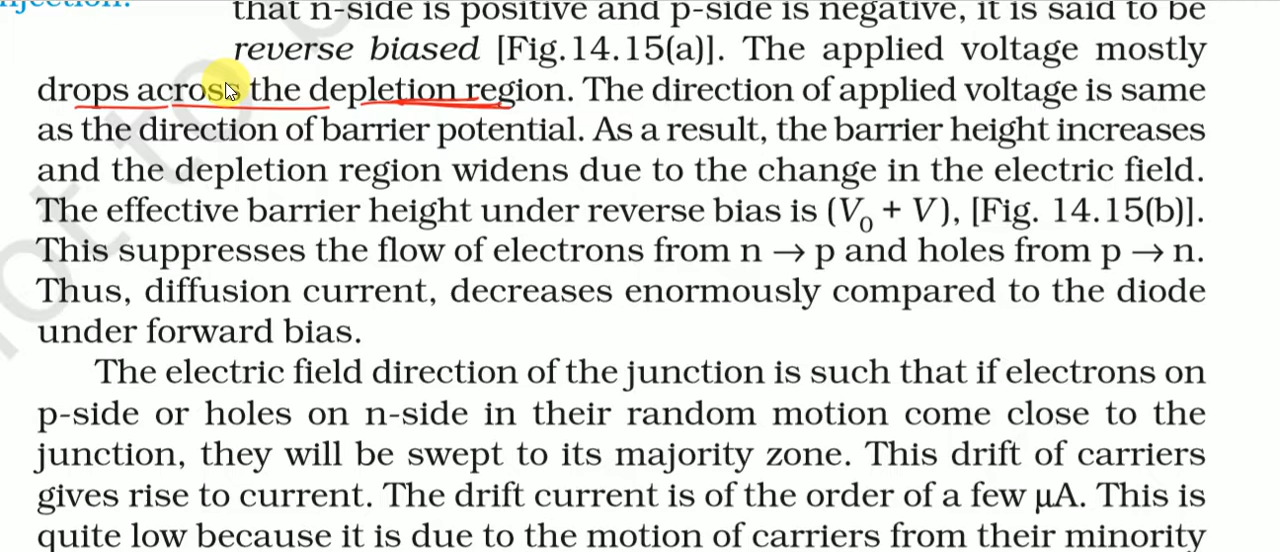 injection.
that n-side is positive and p-side is negative, it is said to be
reverse biased [Fig.14.15(a)]. The applied voltage mostly
drops across the depletion region. The direction of applied voltage is same
as the direction of barrier potential. As a result, the barrier height increases
and the depletion region widens due to the change in the electric field.
The effective barrier height under reverse bias is (V₀ + V), [Fig. 14.15(b)].
This suppresses the flow of electrons from n → p and holes from p → n.
Thus, diffusion current, decreases enormously compared to the diode
under forward bias.
The electric field direction of the junction is such that if electrons on
p-side or holes on n-side in their random motion come close to the
junction, they will be swept to its majority zone. This drift of carriers
gives rise to current. The drift current is of the order of a few μA. This is
quite low because it is due to the motion of carriers from their minority
not to b